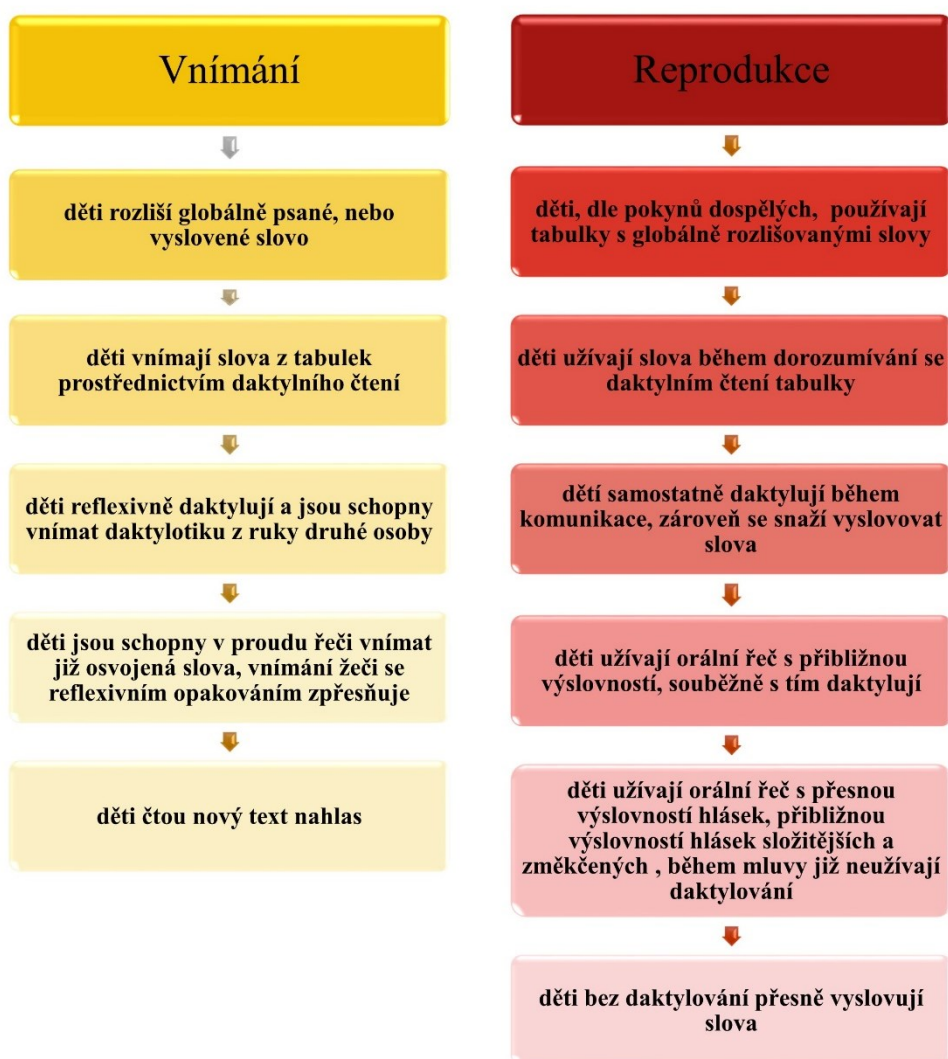 Vnímání
děti rozliší globálně psané, nebo
vyslovené slovo
děti vnímají slova z tabulek
prostřednictvím daktylního čtení
děti reflexivně daktylují a jsou schopny
vnímat daktylotiku z ruky druhé osoby
děti jsou schopny v proudu řeči vnímat
již osvojená slova, vnímání žeči se
reflexivním opakováním zpřesňuje
děti čtou nový text nahlas
Reprodukce
děti, dle pokynů dospělých, používají
tabulky s globálně rozlišovanými slovy
děti užívají slova během dorozumívání se
daktylním čtení tabulky
dětí samostatně daktylují během
komunikace, zároveň se snaží vyslovovat
slova
děti užívají orální řeč s přibližnou
výslovností, souběžně s tím daktylují
děti užívají orální řeč s přesnou
výslovností hlásek, přibližnou
výslovností hlásek složitějších a
změkčených , během mluvy již neužívají
daktylování
děti bez daktylování přesně vyslovují
slova